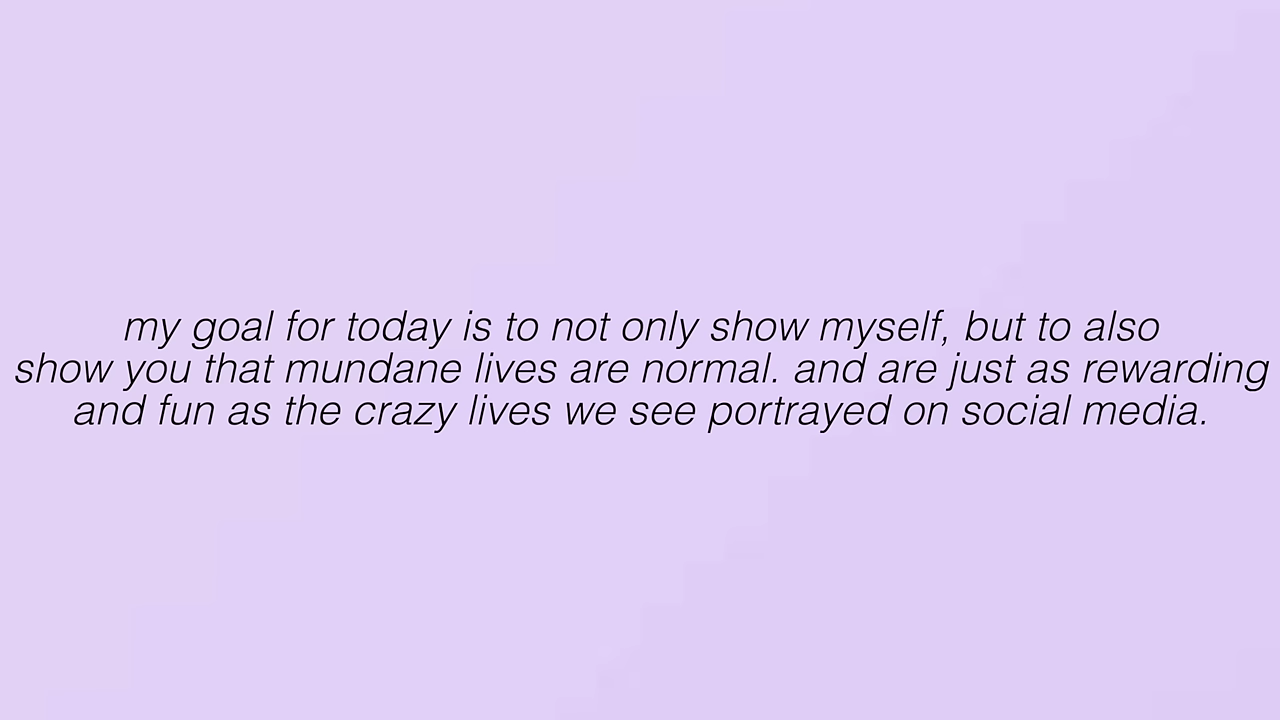 my goal for today is to not only show myself, but to also
show you that mundane lives are normal. and are just as rewarding
and fun as the crazy lives we see portrayed on social media.